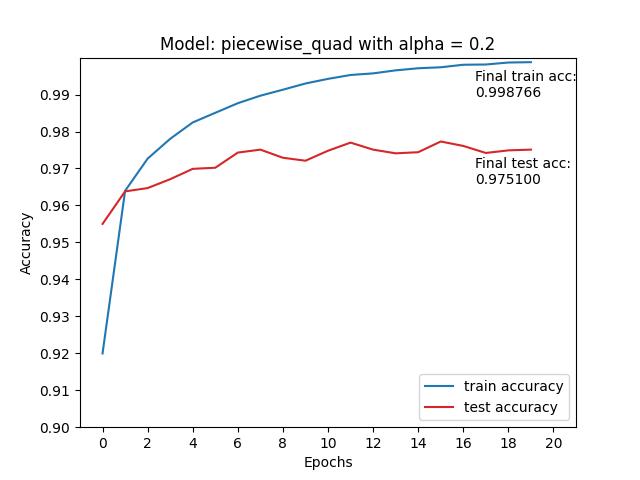 Model: piecewise_quad with alpha = 0.2
Final train acc:
0.998766
0.99
0.98
0.97
Final test acc:
0.975100
0.96
0.95
0.94
0.93
0.92
0.91
0.90
Accuracy
train accuracy
test accuracy
0 2 4 6 8 10 12 14 16 18 20
Epochs